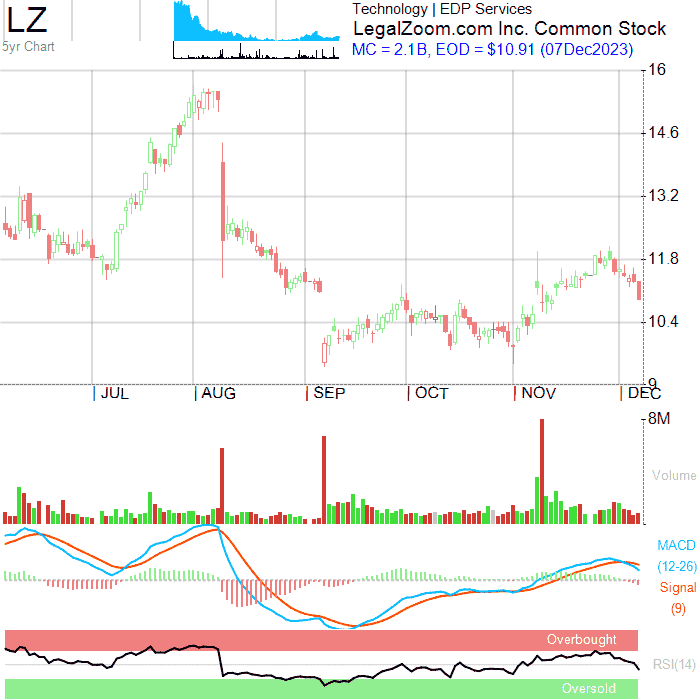 LZ
5yr Chart
Technology | EDP Services
LegalZoom.com Inc. Common Stock
MC = 2.1B, EOD = $10.91 (07Dec2023)
16
14.6
13.2
11.8
10.4
9
JUL AUG SEP OCT NOV DEC
8M
Volume
MACD
(12-26)
Signal
(9)
Overbought
RSI(14)
Oversold